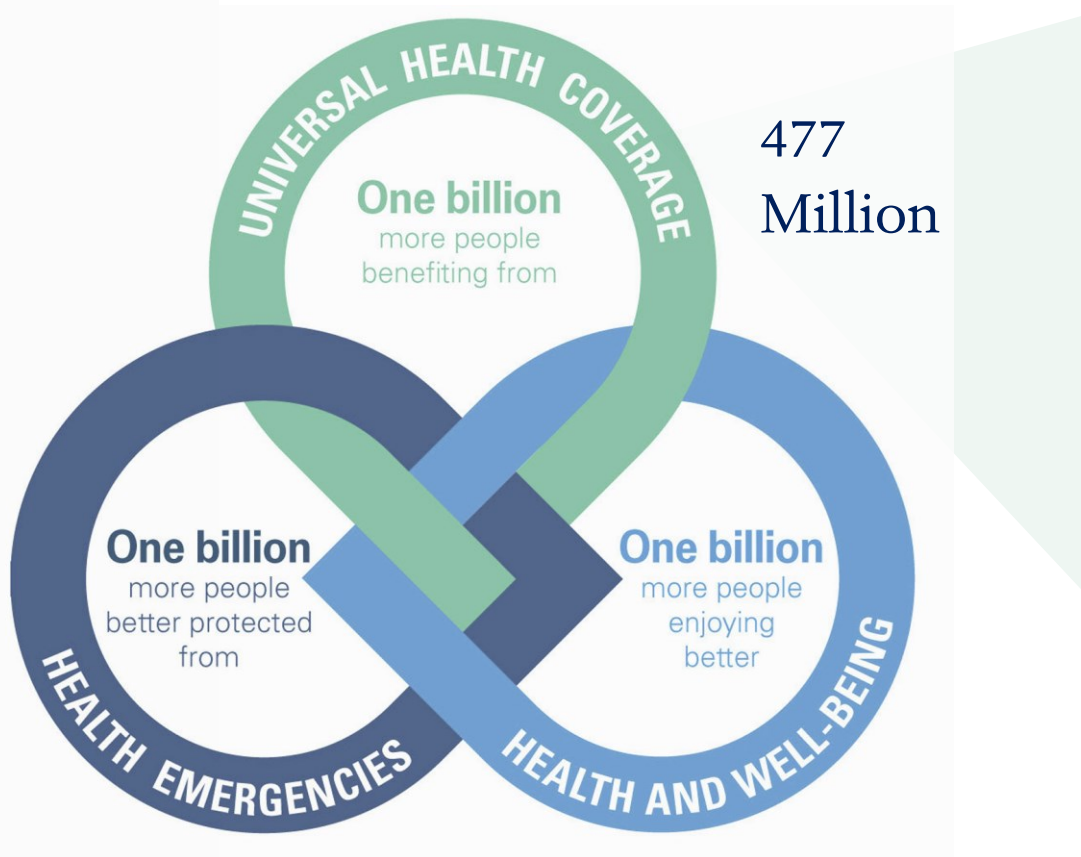 UNIVERSAL HEALTH COVERAGE
One billion
more people
benefiting from
477
Million
One billion
more people
better protected
from
HEALTH EMERGENCIES
One billion
more people
enjoying
better
HEALTH AND WELL-BEING